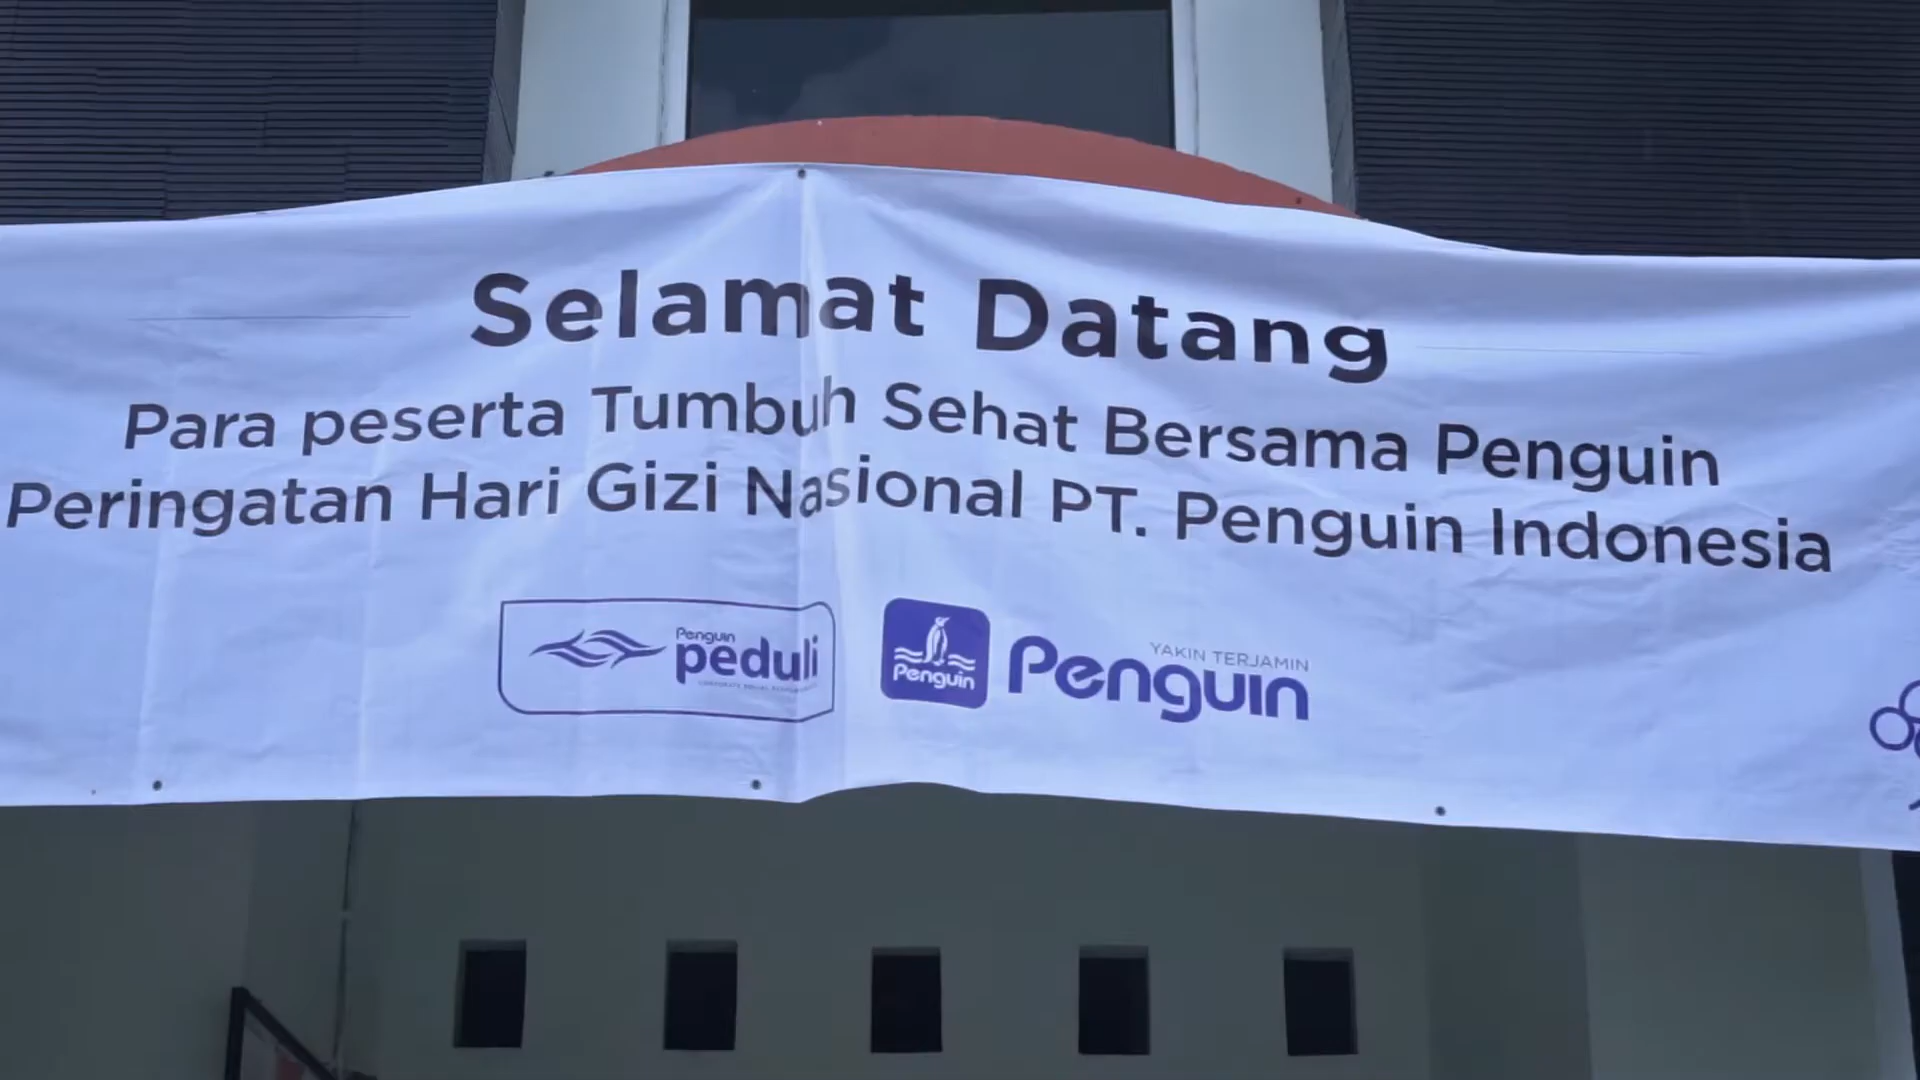 Selamat Datang
Para peserta Tumbuh Sehat Bersama Penguin
Peringatan Hari Gizi Nasional PT. Penguin Indonesia
Penguin
peduli
Penguin
YAKIN TERJAMIN
Penguin